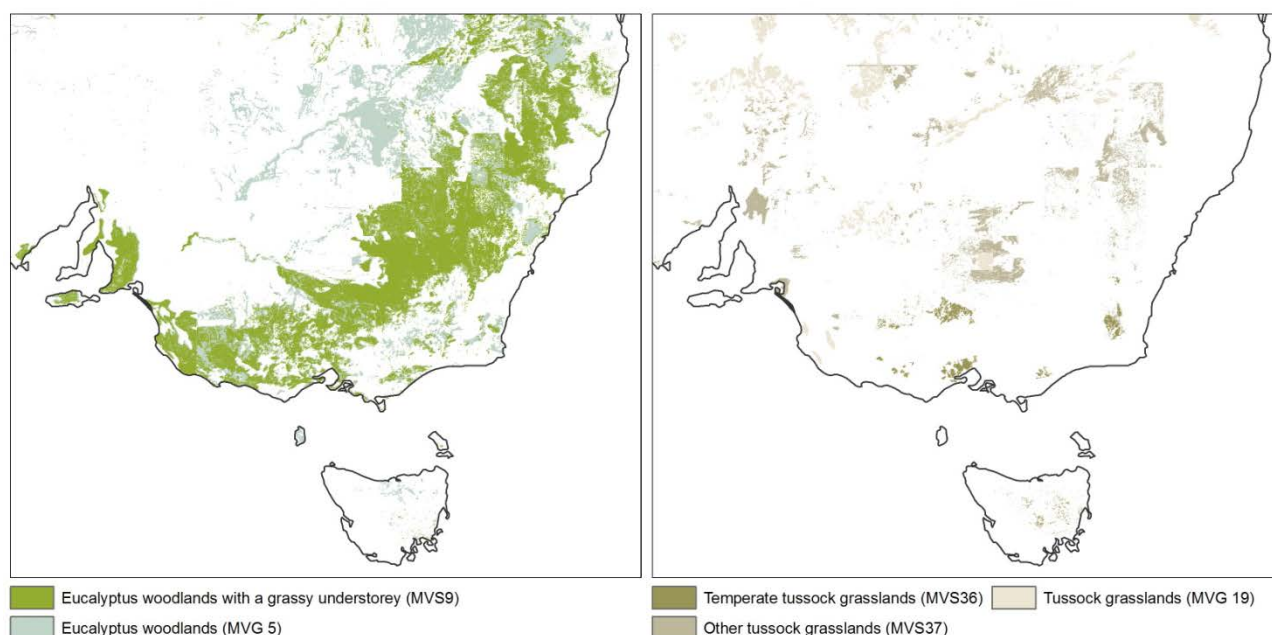 Eucalyptus woodlands with a grassy understorey (MVS9)
Eucalyptus woodlands (MVG 5)
Temperate tussock grasslands (MVS36)
Tussock grasslands (MVG 19)
Other tussock grasslands (MVS37)